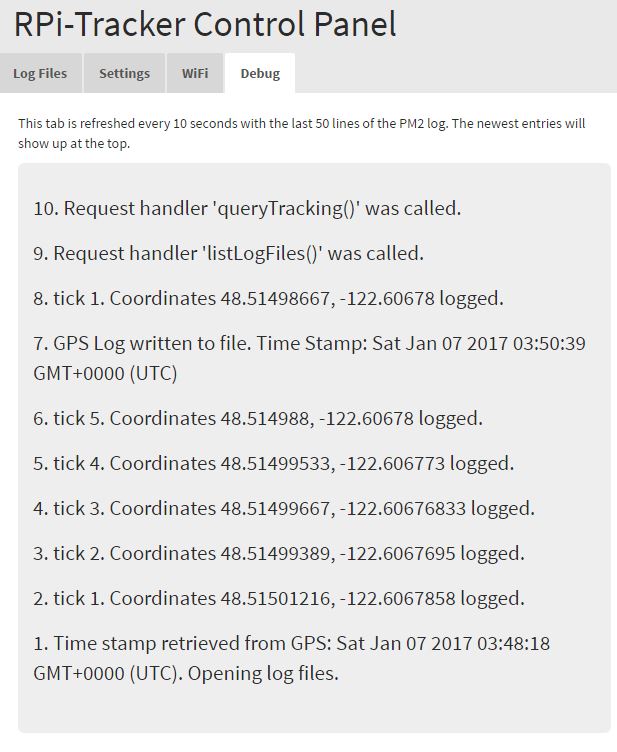 RPi-Tracker Control Panel
Log Files Settings WiFi Debug
This tab is refreshed every 10 seconds with the last 50 lines of the PM2 log. The newest entries will
show up at the top.
10. Request handler 'queryTracking()' was called.
9. Request handler 'listLogFiles()' was called.
8. tick 1. Coordinates 48.51498667, -122.60678 logged.
7. GPS Log written to file. Time Stamp: Sat Jan 07 2017 03:50:39
GMT+0000 (UTC)
6. tick 5. Coordinates 48.514988, -122.60678 logged.
5. tick 4. Coordinates 48.51499533, -122.606773 logged.
4. tick 3. Coordinates 48.51499667, -122.60676833 logged.
3. tick 2. Coordinates 48.51499389, -122.6067695 logged.
2. tick 1. Coordinates 48.51501216, -122.6067858 logged.
1. Time stamp retrieved from GPS: Sat Jan 07 2017 03:48:18
GMT+0000 (UTC). Opening log files.